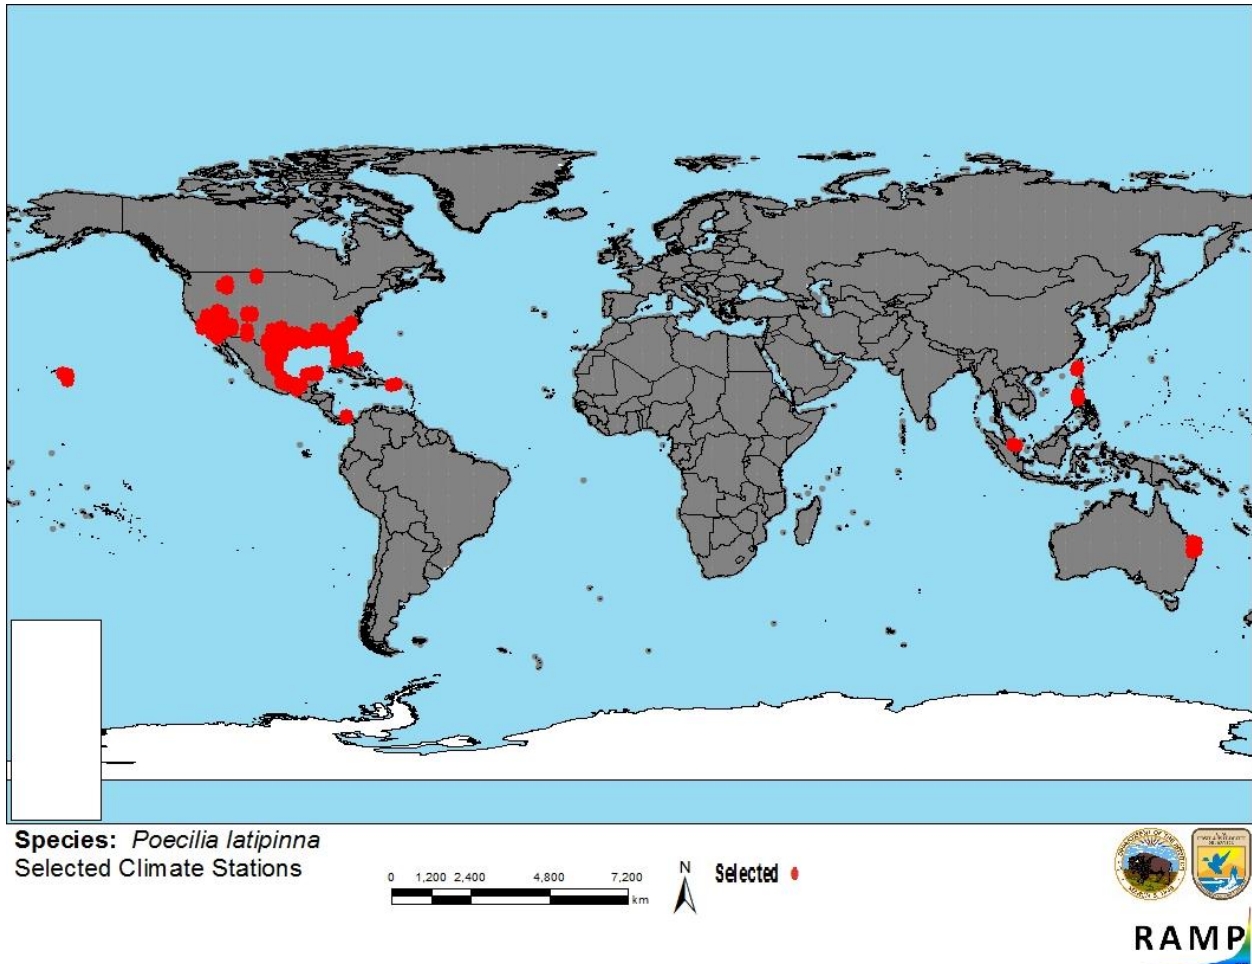 Species: Poecilia latipinna
Selected Climate Stations
0 1,200 2,400 4,800 7,200
km
N
Selected
RAMP